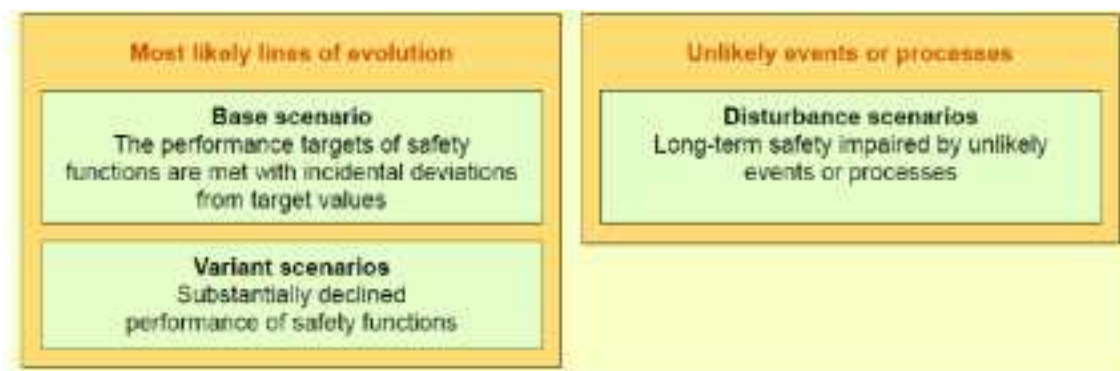 Most likely lines of evolution
Base scenario
The performance targets of safety
functions are met with incidental deviations
from target values
Variant scenarios
Substantially declined
performance of safety functions
Unlikely events or processes
Disturbance scenarios
Long-term safety impaired by unlikely
events or processes